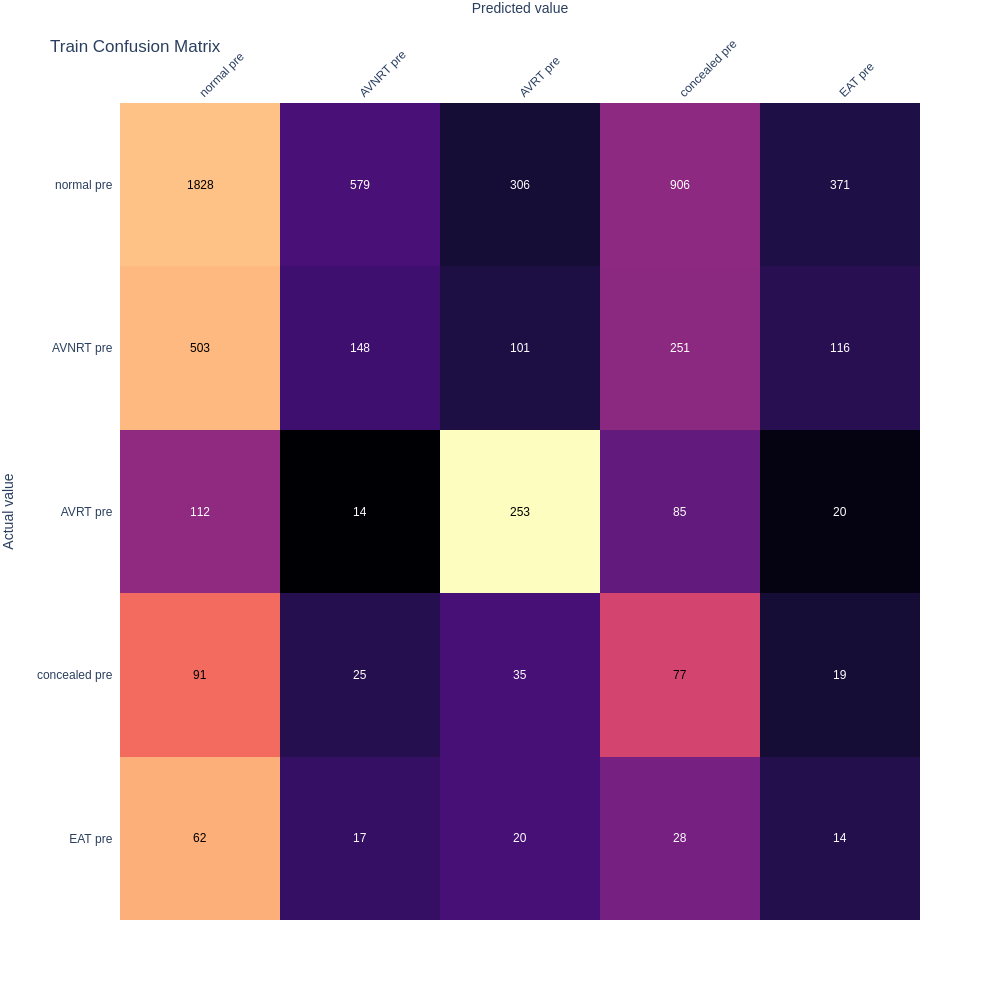 Predicted value
Train Confusion Matrix
normal pre AVNRT pre AVRT pre concealed pre EAT pre
normal pre 1828 579 306 906 371
AVNRT pre 503 148 101 251 116
Actual value
AVRT pre 112 14 253 85 20
concealed pre 91 25 35 77 19
EAT pre 62 17 20 28 14